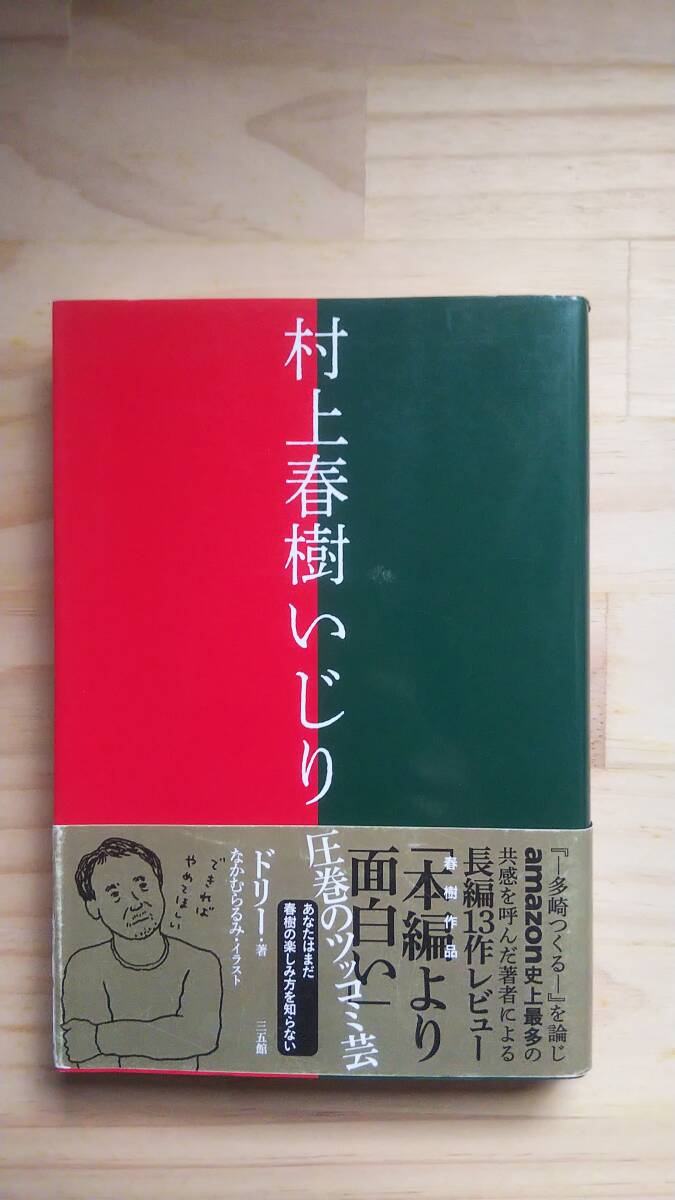 村上春樹いじり
『―多崎つくる―』を論じ
amazon史上最多の
共感を呼んだ著者による
長編13作レビュー
春樹作品
「本編より
面白い」
圧巻のツッコミ芸
あなたはまだ
春樹の楽しみ方を知らない
ドリー・著
なかむらるみ・イラスト
三五館
できれば
やめてほしい